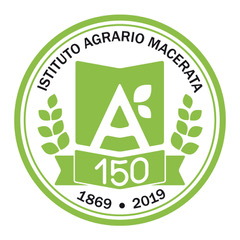 ISTITUTO AGRARIO MACERATA
A
150
1869 • 2019